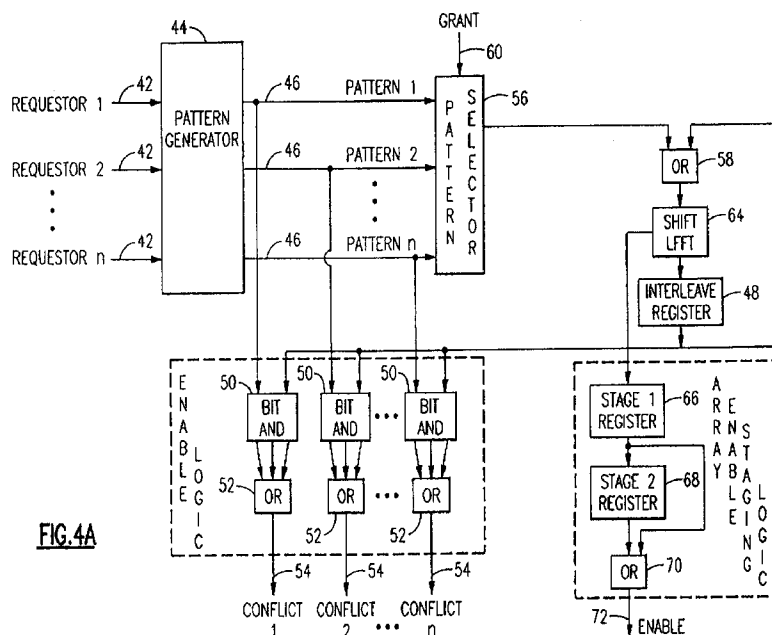 44
GRANT
60
REQUESTOR 1
42
PATTERN
GENERATOR
46
PATTERN 1
PATTERN
SELECTOR
56
REQUESTOR 2
42
46
PATTERN 2
OR
58
REQUESTOR n
42
46
PATTERN n
SHIFT
LFFT
64
INTERLEAVE
REGISTER
48
ENABLE
LOGIC
50
BIT
AND
50
BIT
AND
50
BIT
AND
52
OR
52
OR
52
OR
54
54
54
CONFLICT
1
CONFLICT
2
CONFLICT
n
STAGE 1
REGISTER
66
STAGE 2
REGISTER
68
OR
70
72
ENABLE
ARRAY
ENABLE
STAGING
LOGIC
FIG.4A